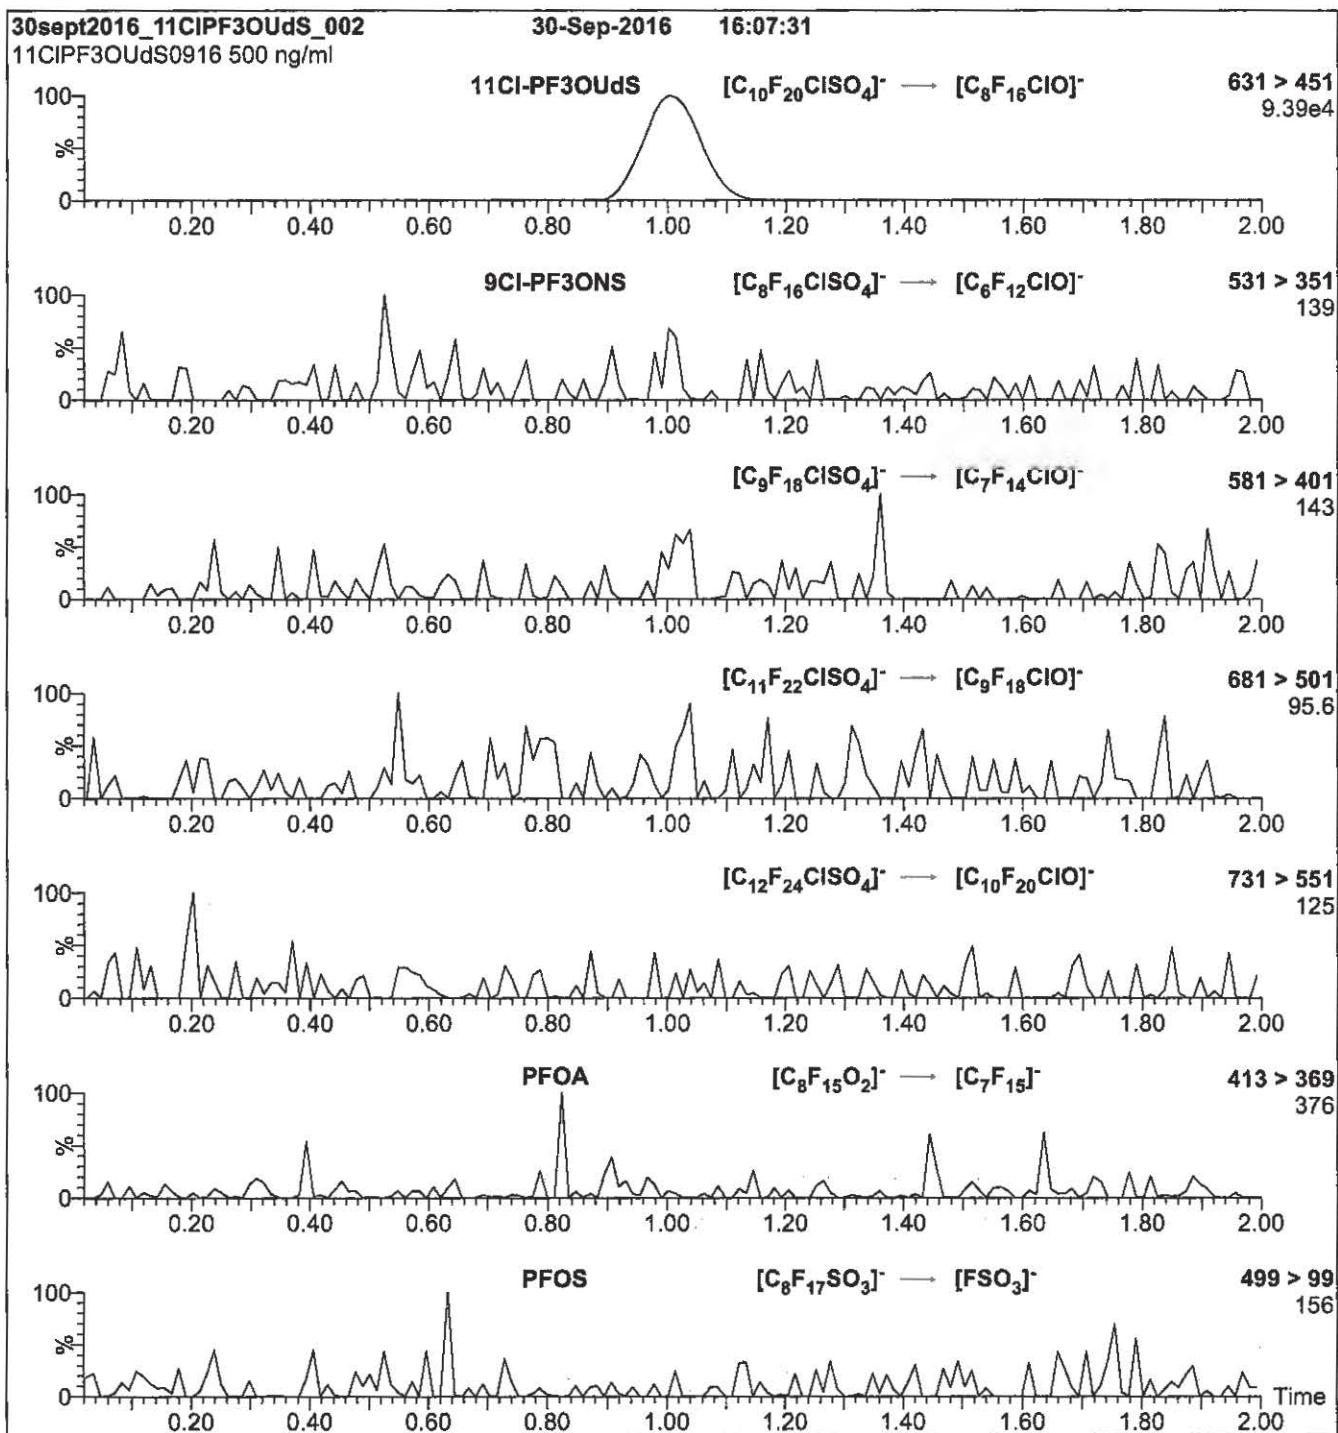 30sept2016_11ClPF3OUdS_002 30-Sep-2016 16:07:31
11ClPF3OUdS0916 500 ng/ml
11Cl-PF3OUdS [C₁₀F₂₀ClSO₄]⁻ → [C₈F₁₆ClO]⁻ 631 > 451
9.39e4
100
%
0
0.20 0.40 0.60 0.80 1.00 1.20 1.40 1.60 1.80 2.00
9Cl-PF3ONS [C₈F₁₆ClSO₄]⁻ → [C₆F₁₂ClO]⁻ 531 > 351
139
100
%
0
0.20 0.40 0.60 0.80 1.00 1.20 1.40 1.60 1.80 2.00
[C₉F₁₈ClSO₄]⁻ → [C₇F₁₄ClO]⁻ 581 > 401
143
100
%
0
0.20 0.40 0.60 0.80 1.00 1.20 1.40 1.60 1.80 2.00
[C₁₁F₂₂ClSO₄]⁻ → [C₉F₁₈ClO]⁻ 681 > 501
95.6
100
%
0
0.20 0.40 0.60 0.80 1.00 1.20 1.40 1.60 1.80 2.00
[C₁₂F₂₄ClSO₄]⁻ → [C₁₀F₂₀ClO]⁻ 731 > 551
125
100
%
0
0.20 0.40 0.60 0.80 1.00 1.20 1.40 1.60 1.80 2.00
PFOA [C₈F₁₅O₂]⁻ → [C₇F₁₅]⁻ 413 > 369
376
100
%
0
0.20 0.40 0.60 0.80 1.00 1.20 1.40 1.60 1.80 2.00
PFOS [C₈F₁₇SO₃]⁻ → [FSO₃]⁻ 499 > 99
156
100
%
0 Time
0.20 0.40 0.60 0.80 1.00 1.20 1.40 1.60 1.80 2.00